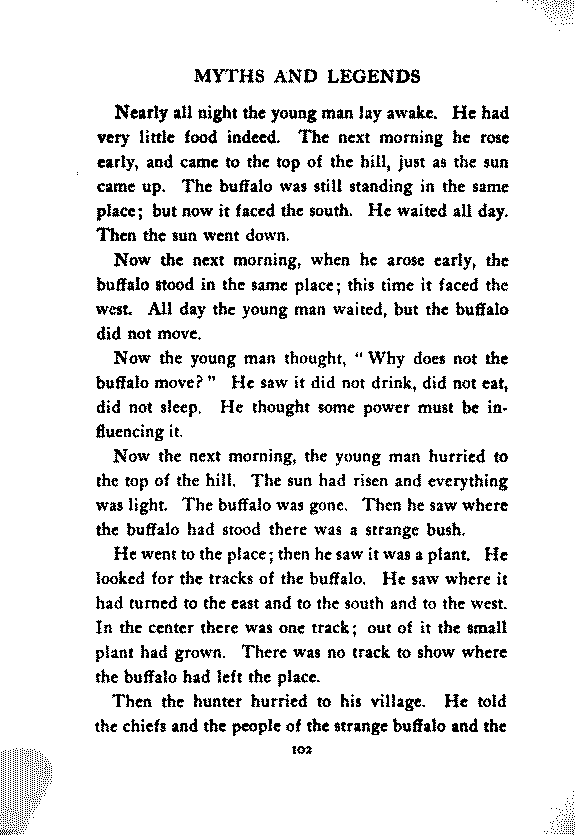 MYTHS AND LEGENDS
Nearly all night the young man lay awake. He had
very little food indeed. The next morning he rose
early, and came to the top of the hill, just as the sun
came up. The buffalo was still standing in the same
place; but now it faced the south. He waited all day.
Then the sun went down.
Now the next morning, when he arose early, the
buffalo stood in the same place; this time it faced the
west. All day the young man waited, but the buffalo
did not move.
Now the young man thought, "Why does not the
buffalo move?" He saw it did not drink, did not eat,
did not sleep. He thought some power must be in-
fluencing it.
Now the next morning, the young man hurried to
the top of the hill. The sun had risen and everything
was light. The buffalo was gone. Then he saw where
the buffalo had stood there was a strange bush.
He went to the place; then he saw it was a plant. He
looked for the tracks of the buffalo. He saw where it
had turned to the east and to the south and to the west.
In the center there was one track; out of it the small
plant had grown. There was no track to show where
the buffalo had left the place.
Then the hunter hurried to his village. He told
the chiefs and the people of the strange buffalo and the
102